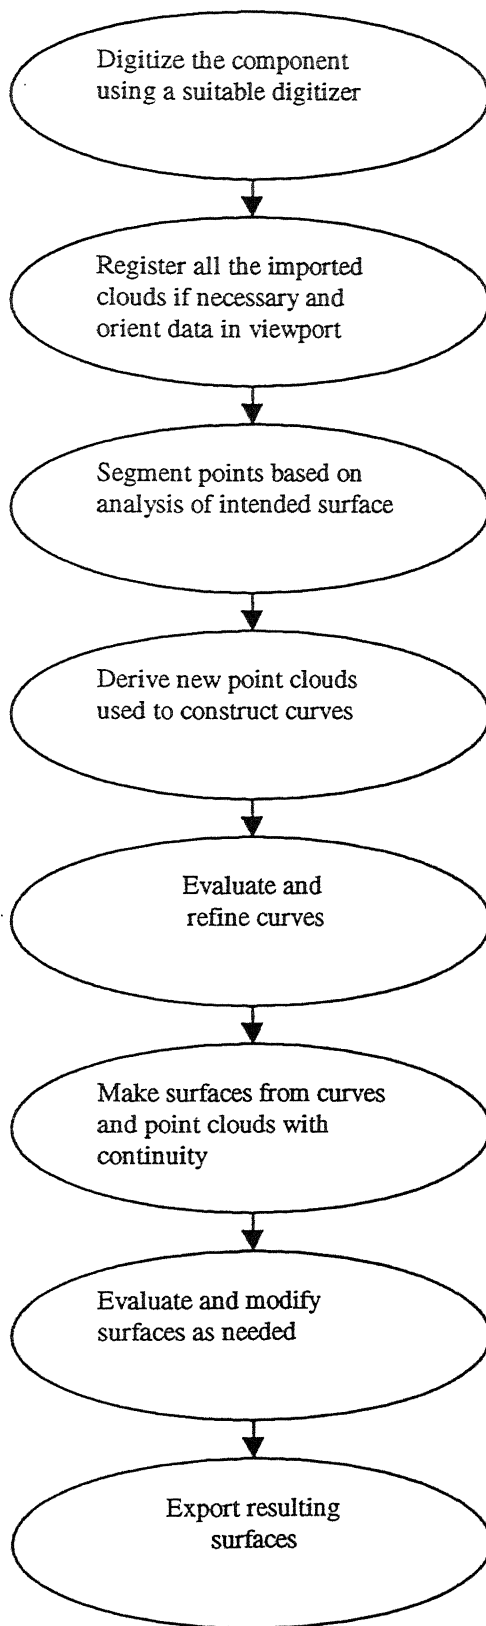 Digitize the component
using a suitable digitizer
Register all the imported
clouds if necessary and
orient data in viewport
Segment points based on
analysis of intended surface
Derive new point clouds
used to construct curves
Evaluate and
refine curves
Make surfaces from curves
and point clouds with
continuity
Evaluate and modify
surfaces as needed
Export resulting
surfaces